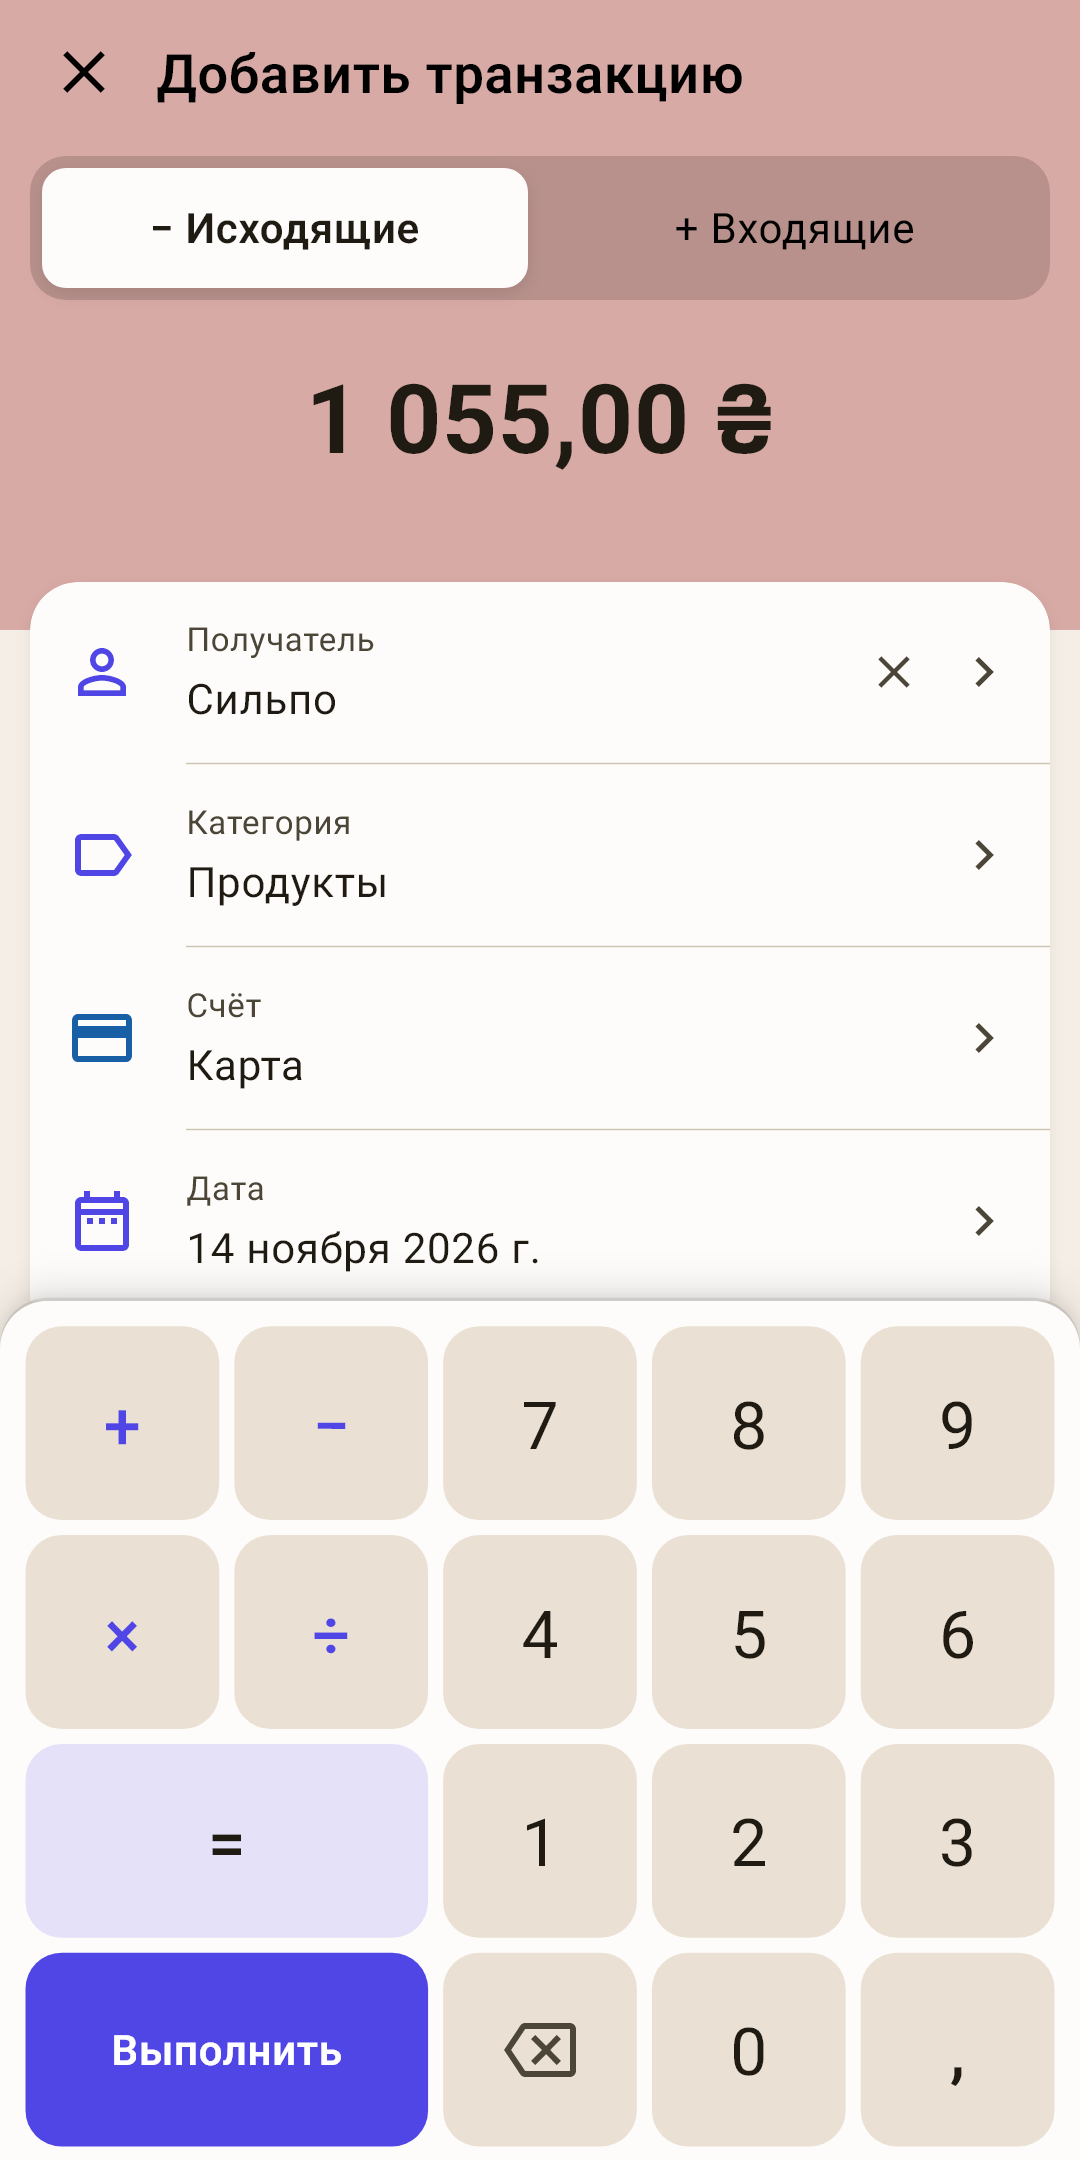 Добавить транзакцию
− Исходящие
+ Входящие
1 055,00 ₴
Получатель
Сильпо
Категория
Продукты
Счёт
Карта
Дата
14 ноября 2026 г.
+ − 7 8 9
× ÷ 4 5 6
= 1 2 3
Выполнить 0 ,